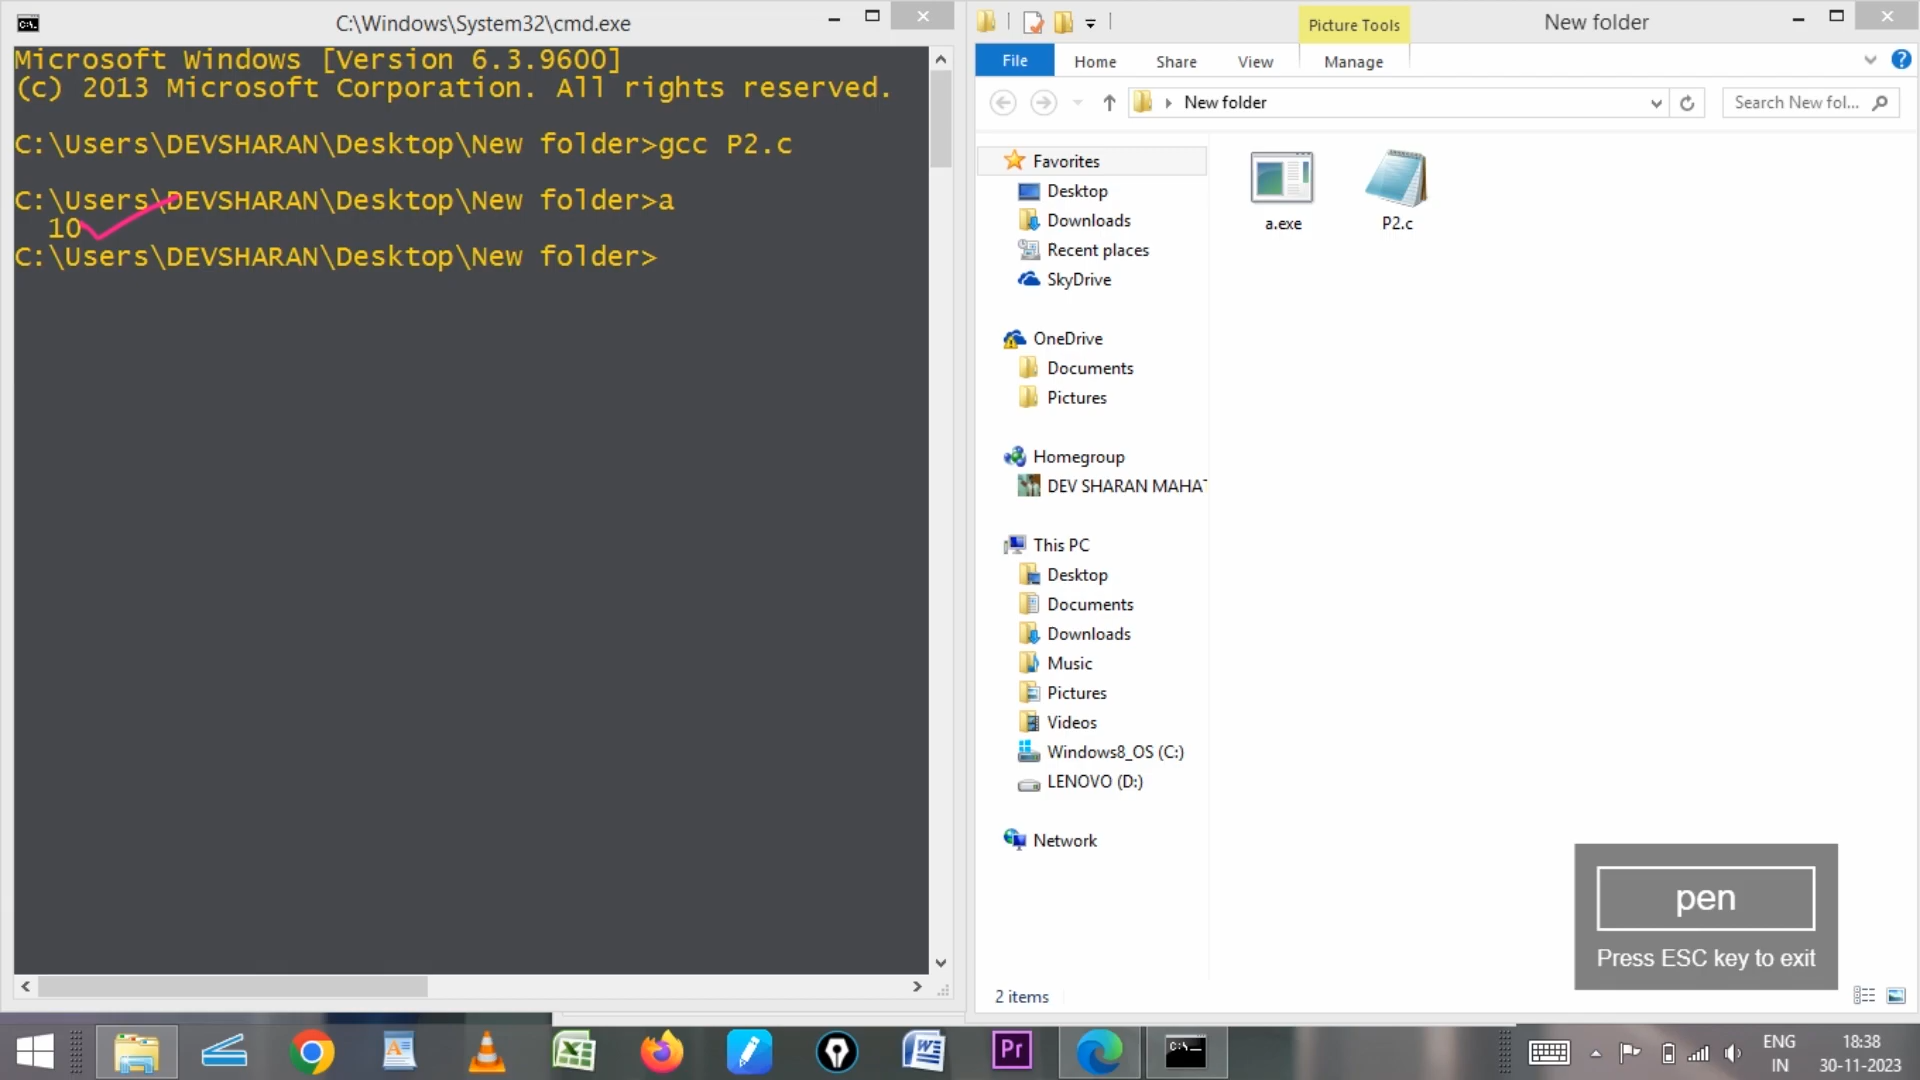 C:\Windows\System32\cmd.exe
Microsoft Windows [Version 6.3.9600]
(c) 2013 Microsoft Corporation. All rights reserved.
C:\Users\DEVSHARAN\Desktop\New folder>gcc P2.c
C:\Users\DEVSHARAN\Desktop\New folder>a
10
C:\Users\DEVSHARAN\Desktop\New folder>
Picture Tools
New folder
File Home Share View Manage
New folder
Search New fol...
Favorites
Desktop
Downloads
Recent places
SkyDrive
OneDrive
Documents
Pictures
Homegroup
DEV SHARAN MAHAT
This PC
Desktop
Documents
Downloads
Music
Pictures
Videos
Windows8_OS (C:)
LENOVO (D:)
Network
a.exe
P2.c
2 items
pen
Press ESC key to exit
Pr
ENG
IN
18:38
30-11-2023